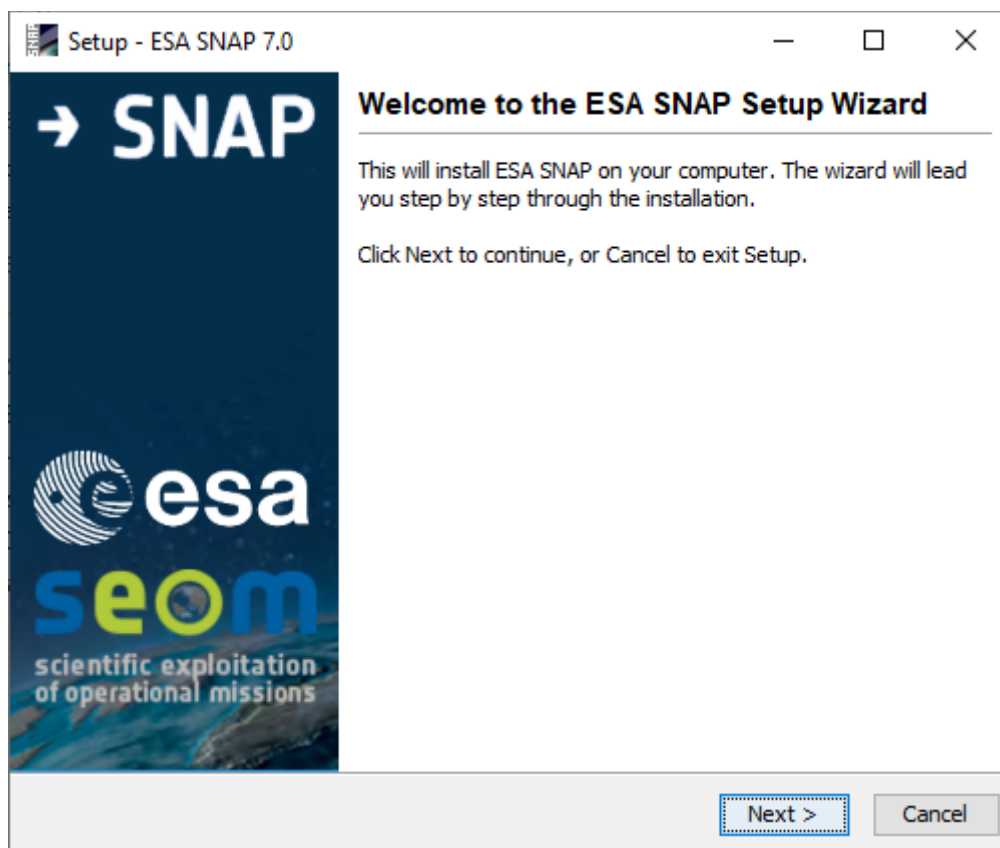 SNAP
Setup - ESA SNAP 7.0
→ SNAP
Welcome to the ESA SNAP Setup Wizard
This will install ESA SNAP on your computer. The wizard will lead
you step by step through the installation.
Click Next to continue, or Cancel to exit Setup.
esa
seom
scientific exploitation
of operational missions
Next >
Cancel